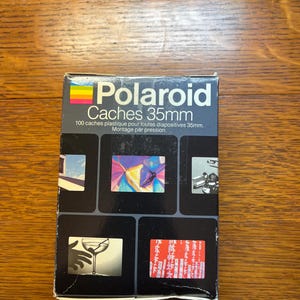 Polaroid
Caches 35mm
100 caches plastique pour toutes diapositives 35mm.
Montage par pression.